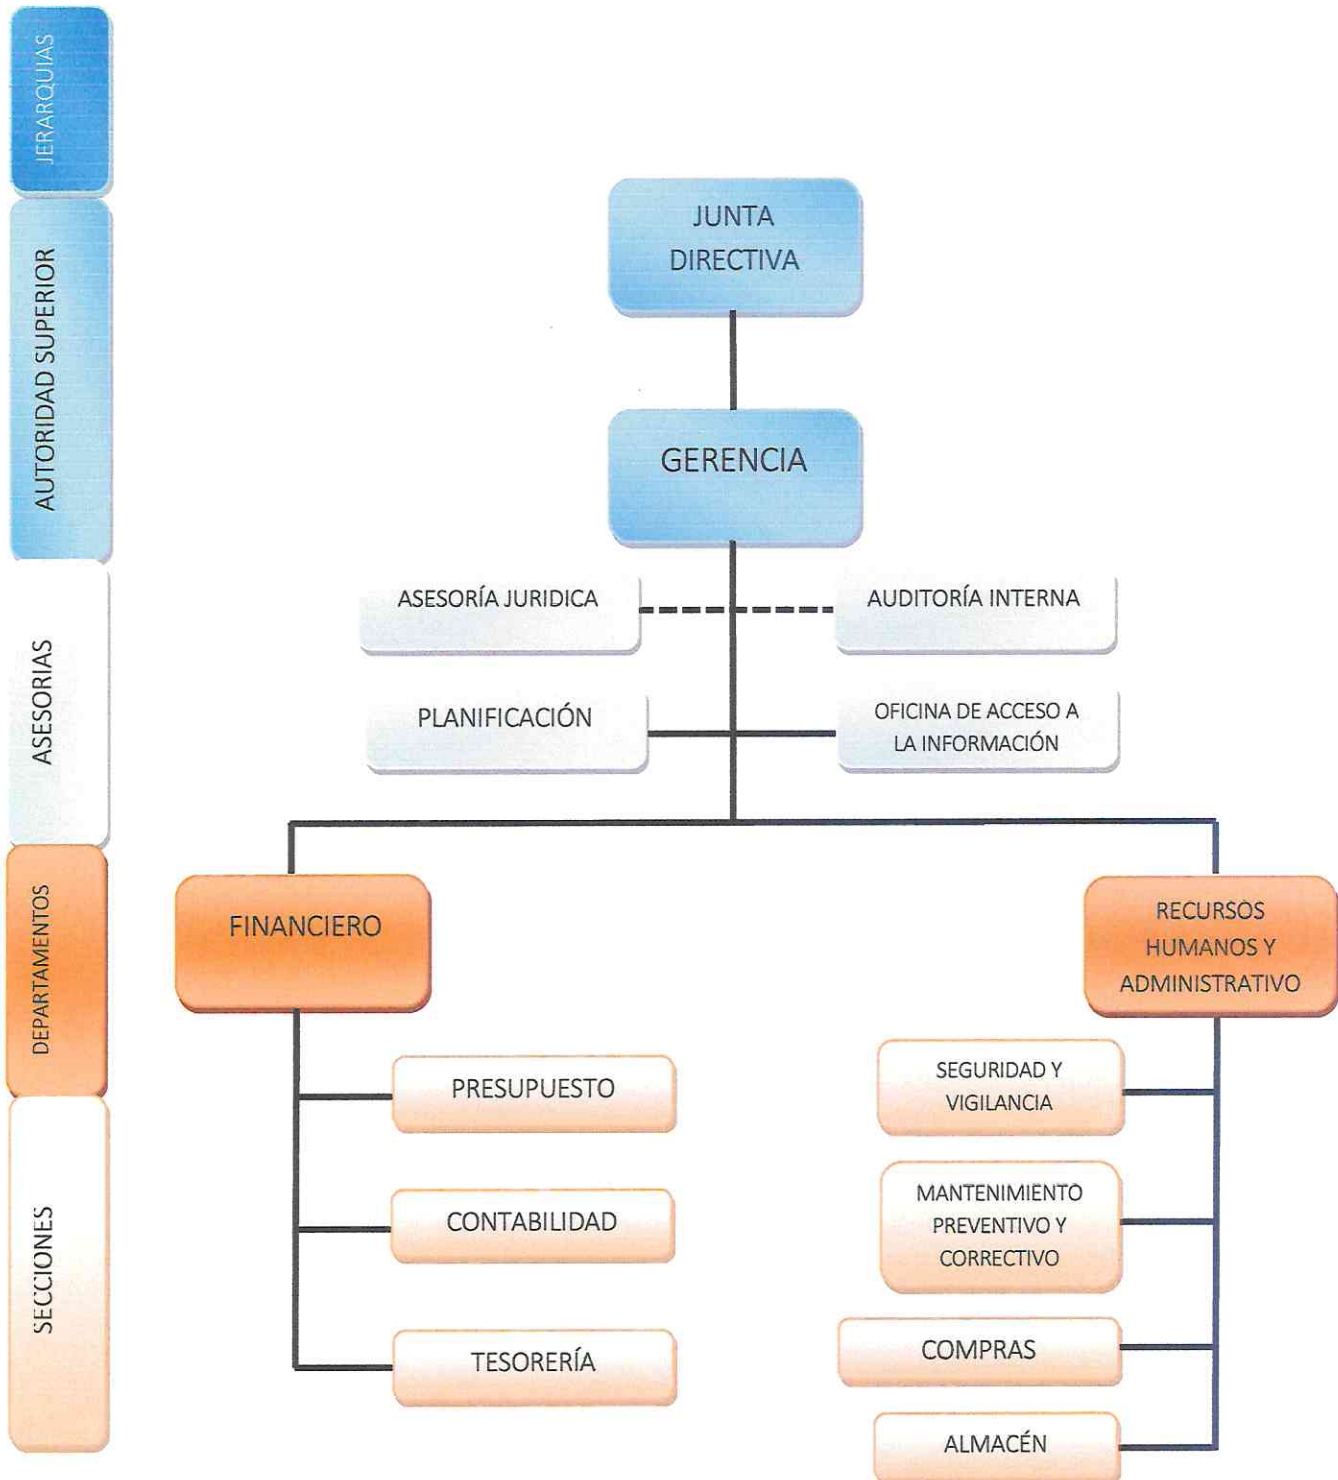 JERARQUIAS
AUTORIDAD SUPERIOR
ASESORIAS
DEPARTAMENTOS
SECCIONES
JUNTA
DIRECTIVA
GERENCIA
ASESORÍA JURIDICA
AUDITORÍA INTERNA
PLANIFICACIÓN
OFICINA DE ACCESO A
LA INFORMACIÓN
FINANCIERO
RECURSOS
HUMANOS Y
ADMINISTRATIVO
PRESUPUESTO
CONTABILIDAD
TESORERÍA
SEGURIDAD Y
VIGILANCIA
MANTENIMIENTO
PREVENTIVO Y
CORRECTIVO
COMPRAS
ALMACÉN